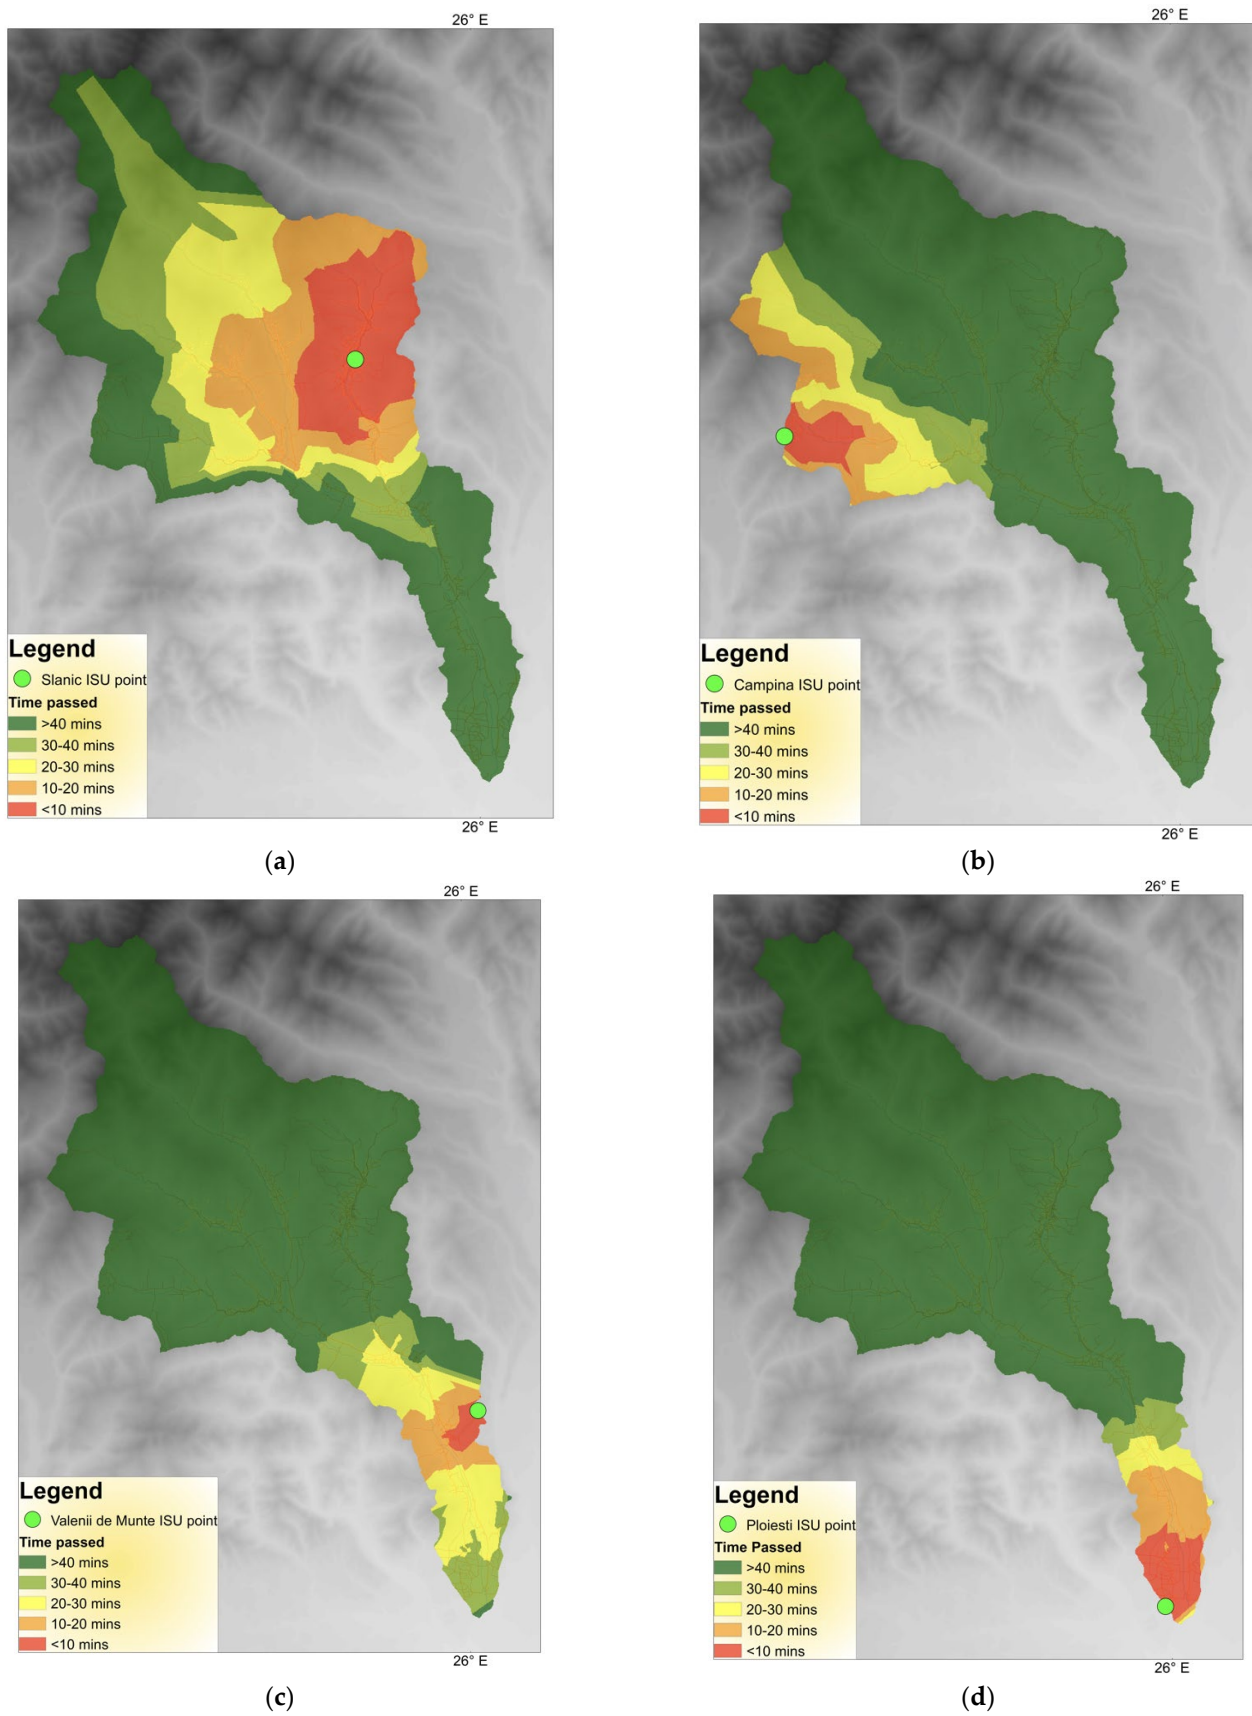 26° E
Legend
Slanic ISU point
Time passed
>40 mins
30-40 mins
20-30 mins
10-20 mins
<10 mins
26° E
(a)
26° E
Legend
Campina ISU point
Time passed
>40 mins
30-40 mins
20-30 mins
10-20 mins
<10 mins
26° E
(b)
26° E
Legend
Valenii de Munte ISU point
Time passed
>40 mins
30-40 mins
20-30 mins
10-20 mins
<10 mins
26° E
(c)
26° E
Legend
Ploiesti ISU point
Time Passed
>40 mins
30-40 mins
20-30 mins
10-20 mins
<10 mins
26° E
(d)